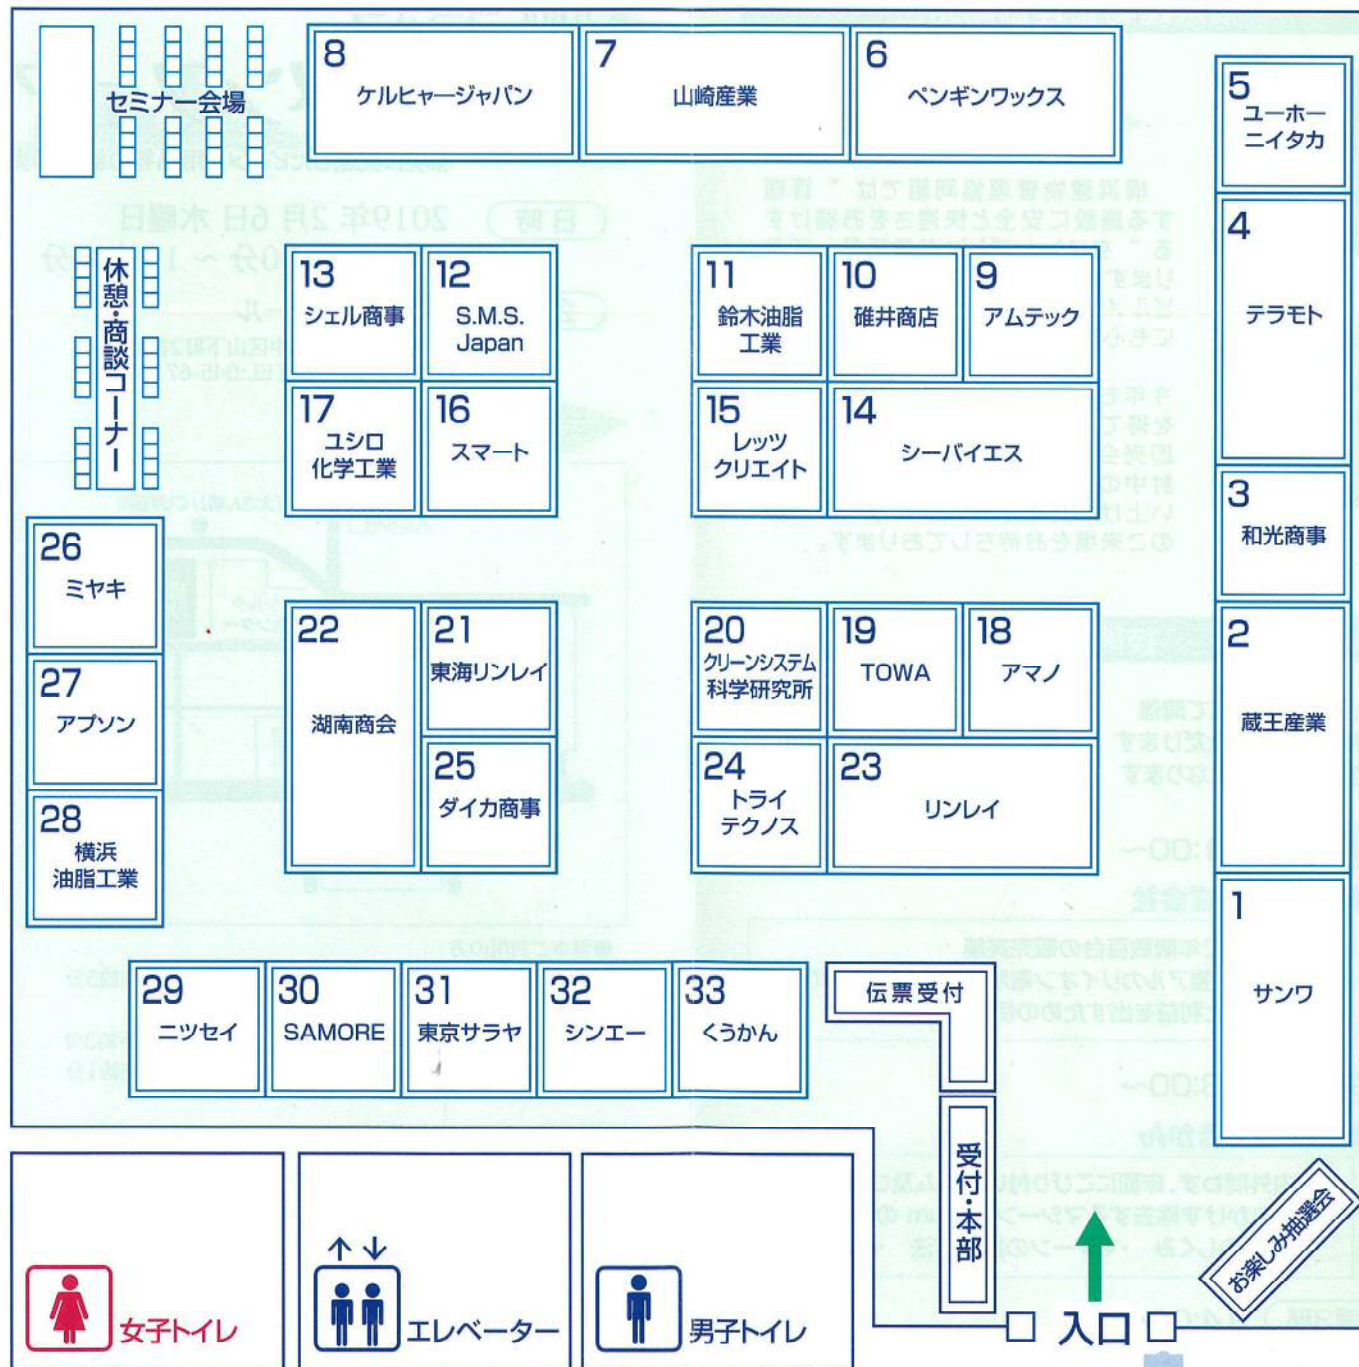 セミナー会場
8
ケルヒャージャパン
7
山崎産業
6
ペンギンワックス
5
ユーホー
ニイタカ
4
テラモト
3
和光商事
2
蔵王産業
1
サンワ
休憩・商談コーナー
13
シェル商事
12
S.M.S.
Japan
11
鈴木油脂
工業
10
碓井商店
9
アムテック
17
ユシロ
化学工業
16
スマート
15
レッツ
クリエイト
14
シーバイエス
26
ミヤキ
27
アプソン
28
横浜
油脂工業
22
湖南商会
21
東海リンレイ
25
ダイカ商事
20
クリーンシステム
科学研究所
19
TOWA
18
アマノ
24
トライ
テクノス
23
リンレイ
29
ニツセイ
30
SAMORE
31
東京サラヤ
32
シンエー
33
くうかん
伝票受付
受付・本部
お楽しみ抽選会
入口
女子トイレ
エレベーター
男子トイレ